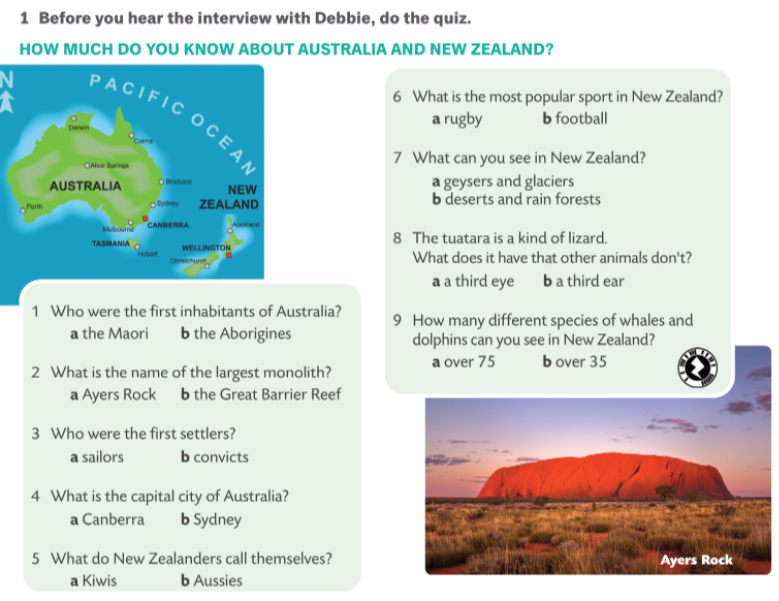 1 Before you hear the interview with Debbie, do the quiz.
HOW MUCH DO YOU KNOW ABOUT AUSTRALIA AND NEW ZEALAND?
N
PACIFIC OCEAN
Darwin
Cairns
Alice Springs
AUSTRALIA
Brisbane
NEW
ZEALAND
Perth
Sydney
CANBERRA
Auckland
Melbourne
TASMANIA
Hobart
WELLINGTON
Christchurch
1 Who were the first inhabitants of Australia?
a the Maori b the Aborigines
2 What is the name of the largest monolith?
a Ayers Rock b the Great Barrier Reef
3 Who were the first settlers?
a sailors b convicts
4 What is the capital city of Australia?
a Canberra b Sydney
5 What do New Zealanders call themselves?
a Kiwis b Aussies
6 What is the most popular sport in New Zealand?
a rugby b football
7 What can you see in New Zealand?
a geysers and glaciers
b deserts and rain forests
8 The tuatara is a kind of lizard.
What does it have that other animals don't?
a a third eye b a third ear
9 How many different species of whales and
dolphins can you see in New Zealand?
a over 75 b over 35
Ayers Rock